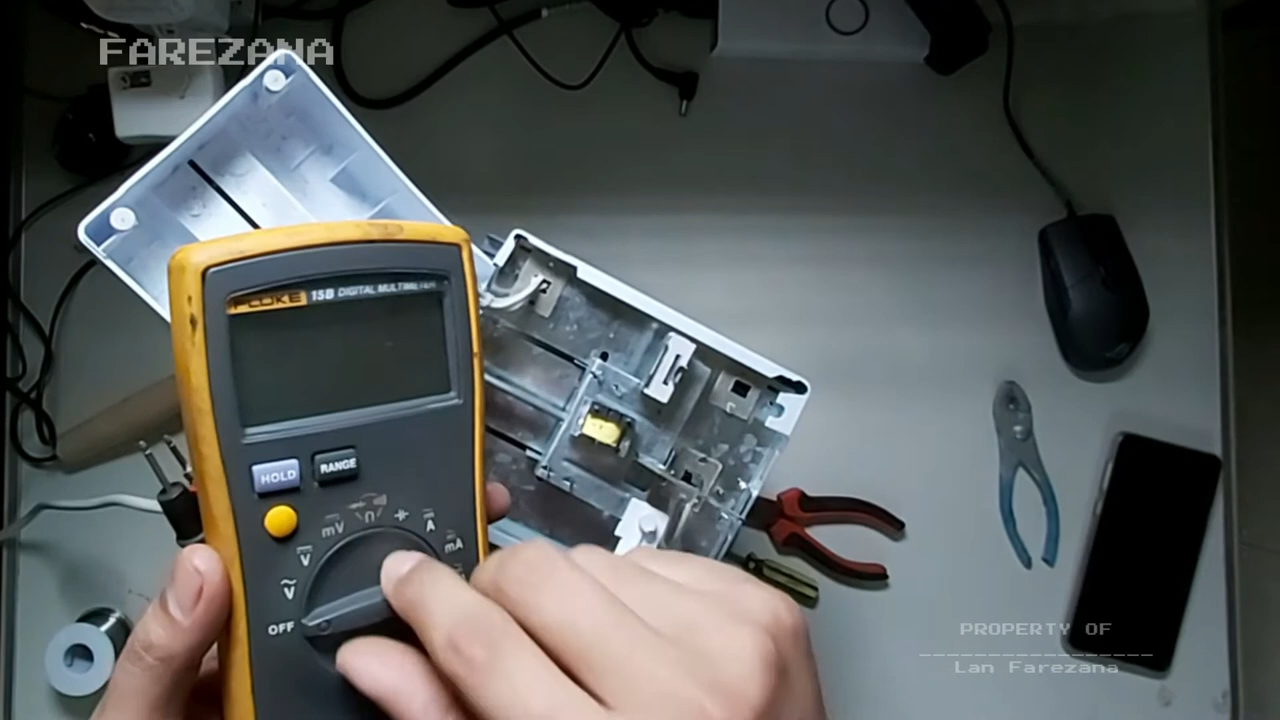 FAREZANA
FLUKE 15B DIGITAL MULTIMETER
HOLD
RANGE
mV
Ω
A
V
mA
V
OFF
PROPERTY OF
Lan Farezana